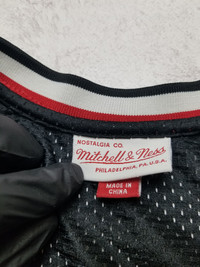 NOSTALGIA CO.
Mitchell & Ness
PHILADELPHIA, PA. U.S.A.
MADE IN
CHINA